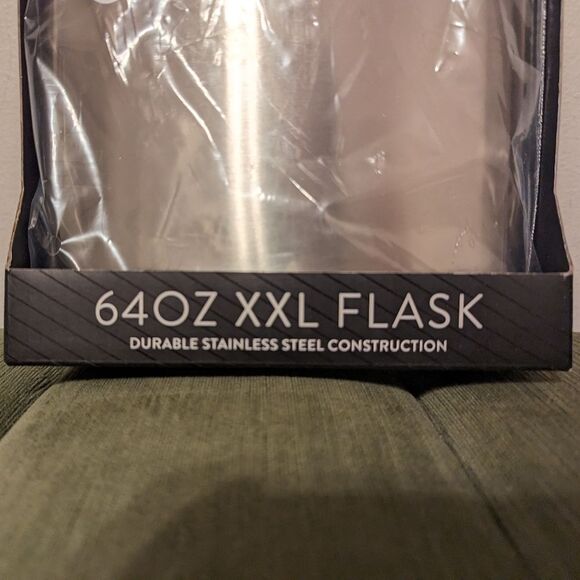 64OZ XXL FLASK
DURABLE STAINLESS STEEL CONSTRUCTION